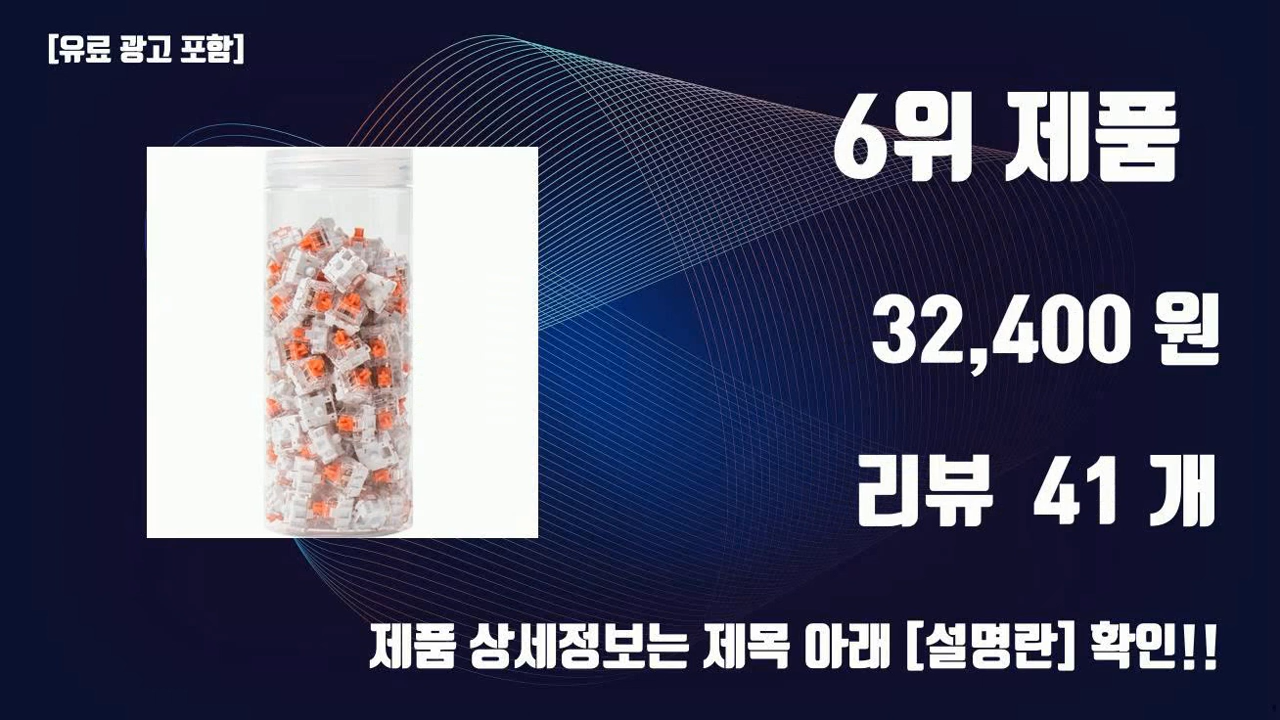 [유료 광고 포함]
6위 제품
32,400 원
리뷰 41 개
제품 상세정보는 제목 아래 [설명란] 확인!!